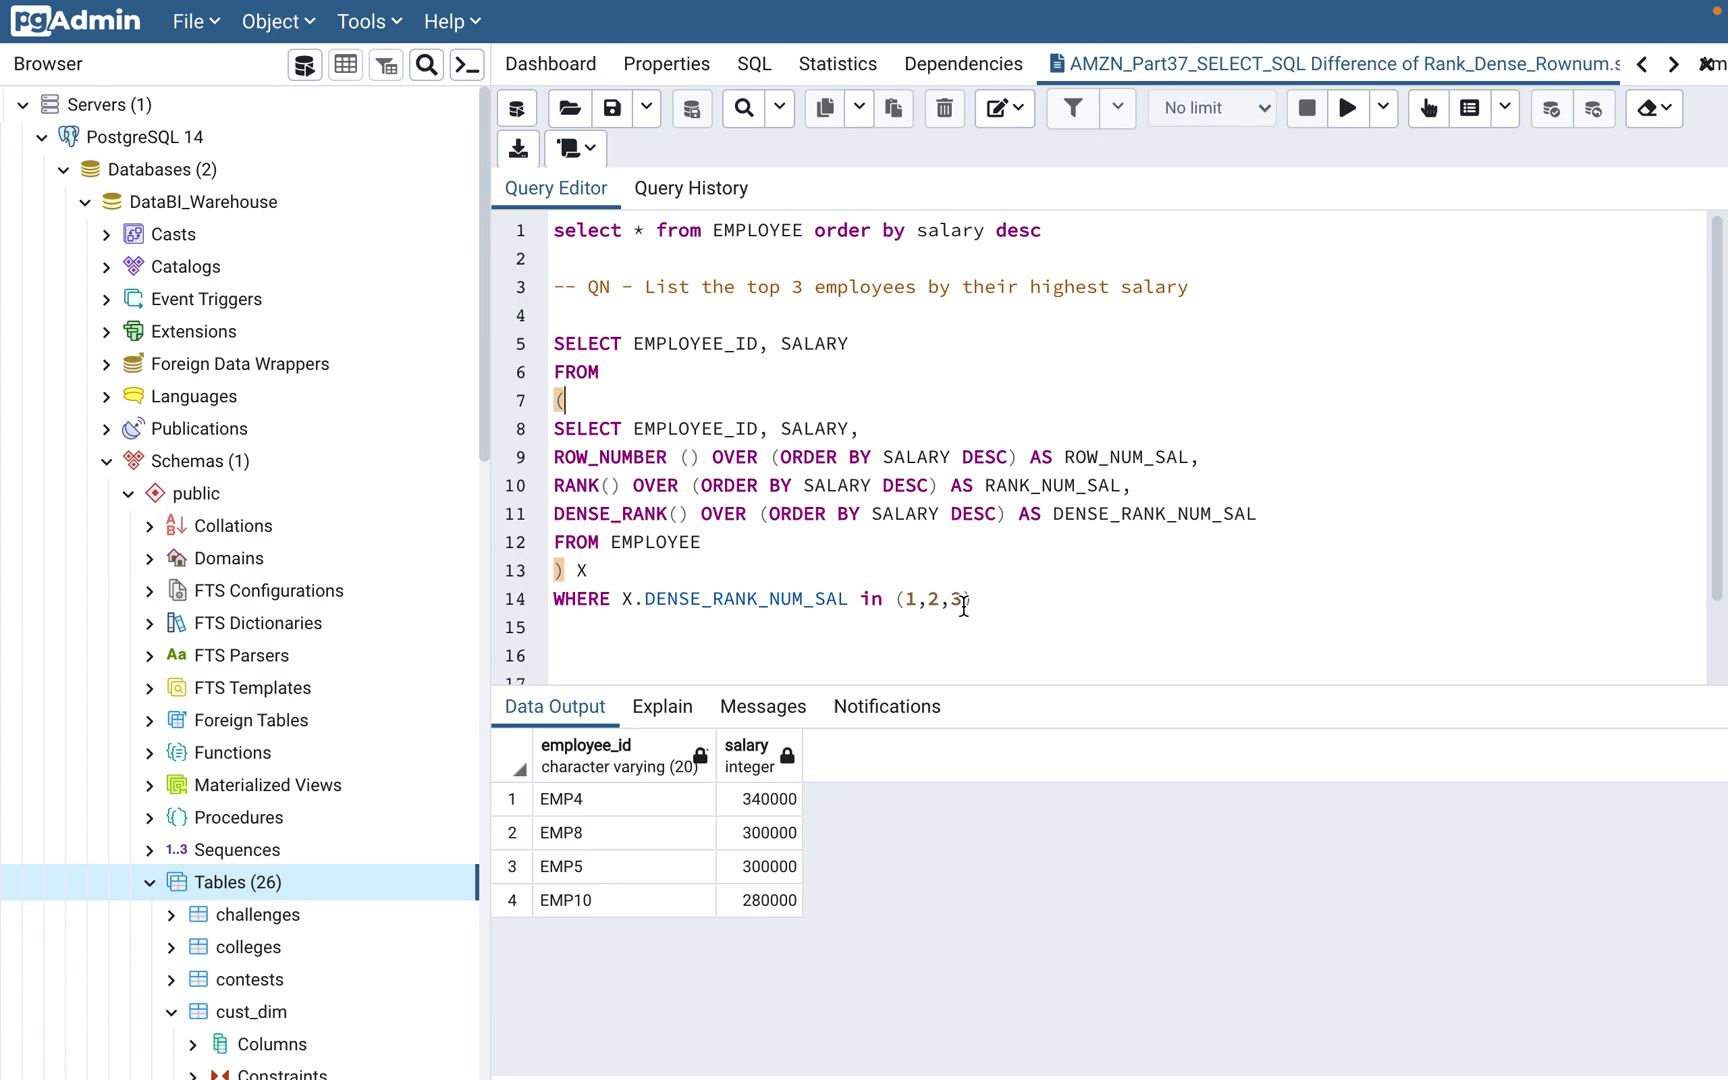 pgAdmin File Object Tools Help
Browser
Dashboard Properties SQL Statistics Dependencies AMZN_Part37_SELECT_SQL Difference of Rank_Dense_Rownum.s
No limit
Servers (1)
PostgreSQL 14
Databases (2)
DataBI_Warehouse
Casts
Catalogs
Event Triggers
Extensions
Foreign Data Wrappers
Languages
Publications
Schemas (1)
public
Collations
Domains
FTS Configurations
FTS Dictionaries
Aa FTS Parsers
FTS Templates
Foreign Tables
Functions
Materialized Views
Procedures
1..3 Sequences
Tables (26)
challenges
colleges
contests
cust_dim
Columns
Constraints
Query Editor Query History
1 select * from EMPLOYEE order by salary desc
2
3 -- QN - List the top 3 employees by their highest salary
4
5 SELECT EMPLOYEE_ID, SALARY
6 FROM
7 (
8 SELECT EMPLOYEE_ID, SALARY,
9 ROW_NUMBER () OVER (ORDER BY SALARY DESC) AS ROW_NUM_SAL,
10 RANK() OVER (ORDER BY SALARY DESC) AS RANK_NUM_SAL,
11 DENSE_RANK() OVER (ORDER BY SALARY DESC) AS DENSE_RANK_NUM_SAL
12 FROM EMPLOYEE
13 ) X
14 WHERE X.DENSE_RANK_NUM_SAL in (1,2,3)
15
16
17
Data Output Explain Messages Notifications
employee_id salary
character varying (20) integer
1 EMP4 340000
2 EMP8 300000
3 EMP5 300000
4 EMP10 280000